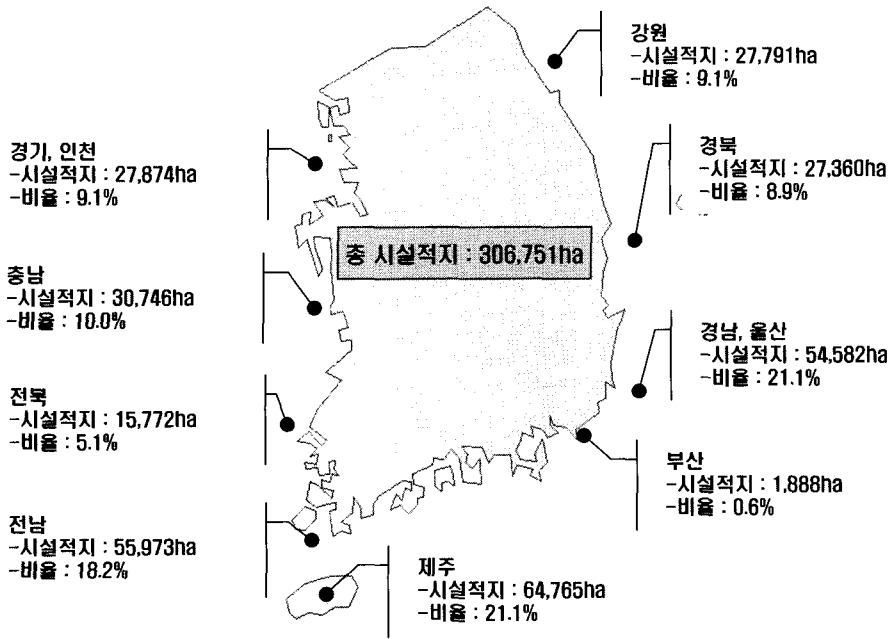 강원
-시설적지 : 27,791ha
-비율 : 9.1%
경기, 인천
-시설적지 : 27,874ha
-비율 : 9.1%
경북
-시설적지 : 27,360ha
-비율 : 8.9%
총 시설적지 : 306,751ha
충남
-시설적지 : 30,746ha
-비율 : 10.0%
경남, 울산
-시설적지 : 54,582ha
-비율 : 21.1%
전북
-시설적지 : 15,772ha
-비율 : 5.1%
부산
-시설적지 : 1,888ha
-비율 : 0.6%
전남
-시설적지 : 55,973ha
-비율 : 18.2%
제주
-시설적지 : 64,765ha
-비율 : 21.1%